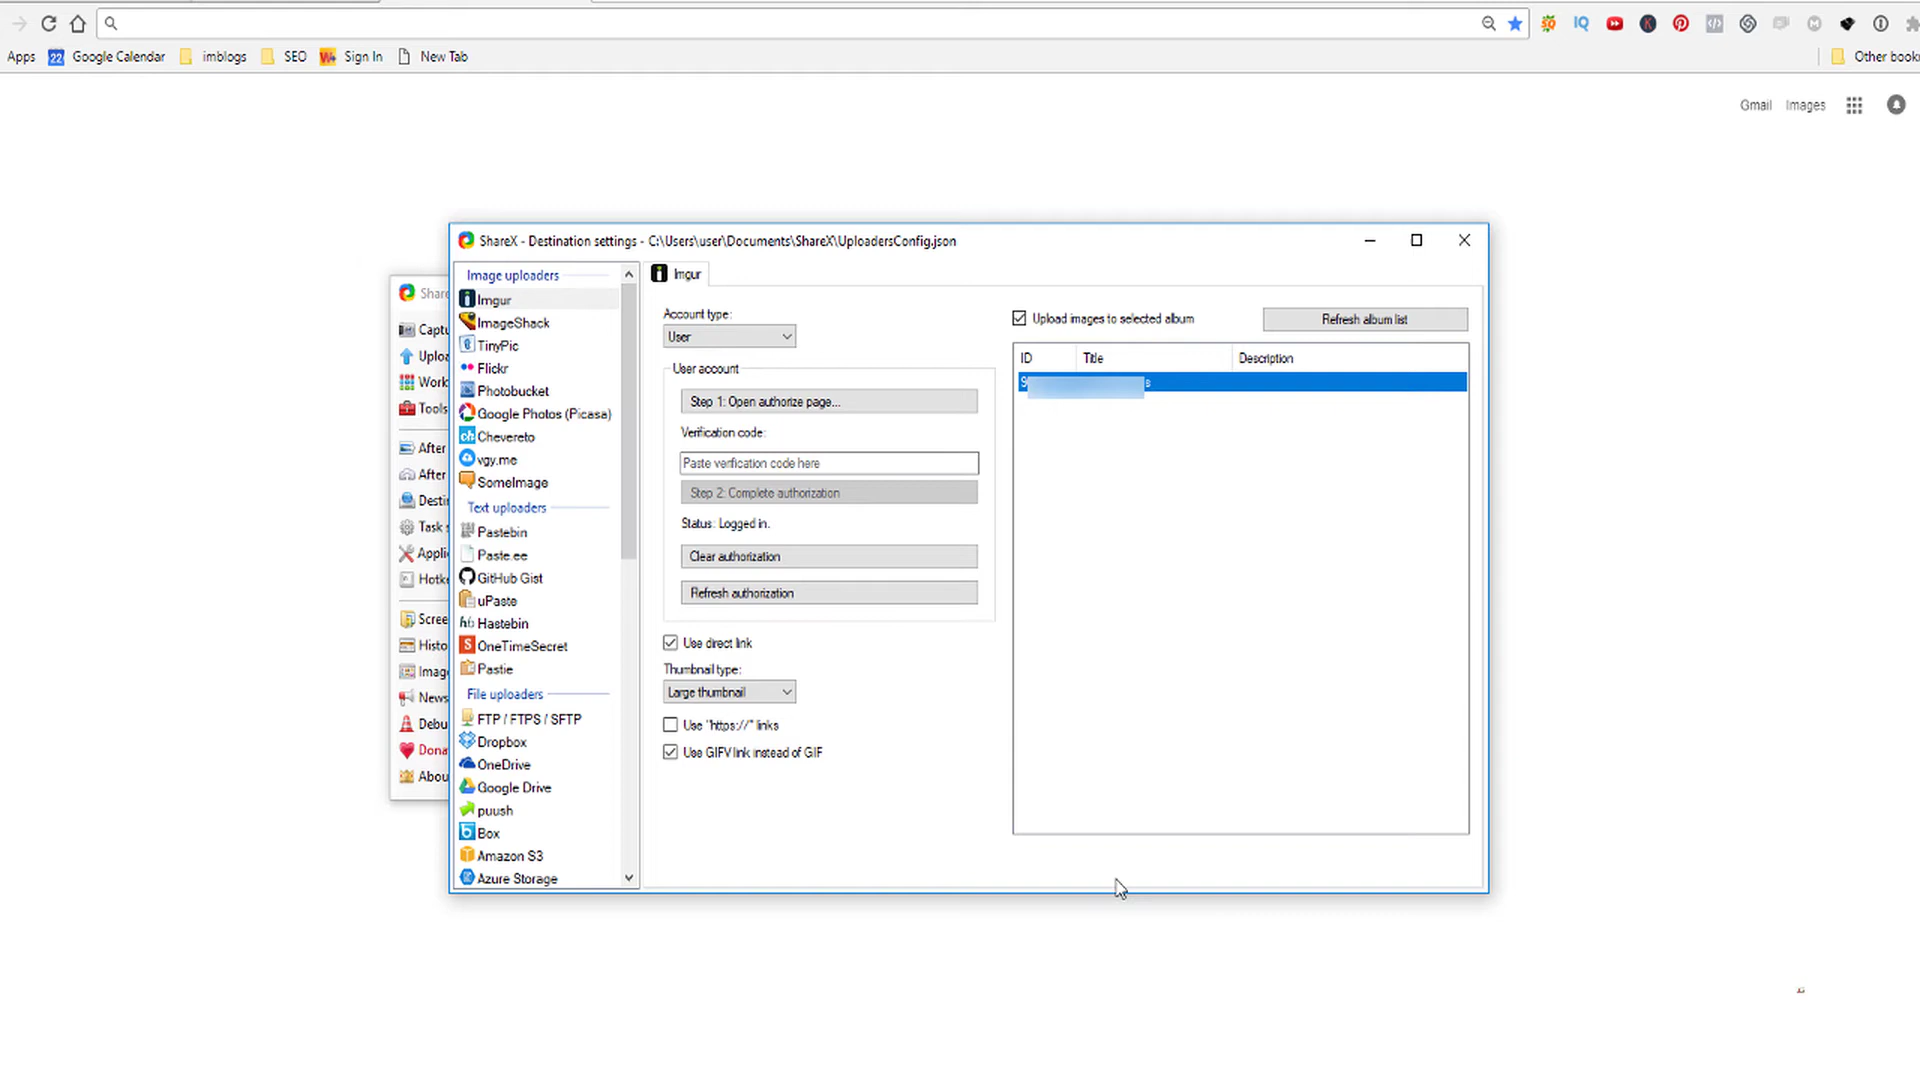 Apps 22 Google Calendar imblogs SEO Sign In New Tab Other book
Gmail Images
ShareX - Destination settings - C:\Users\user\Documents\ShareX\UploadersConfig.json
Share
Captu
Uploa
Work
Tools
After
After
Desti
Task s
Applic
Hotke
Scree
Histo
Image
News
Debu
Dona
Abou
Image uploaders
Imgur
ImageShack
TinyPic
Flickr
Photobucket
Google Photos (Picasa)
Chevereto
vgy.me
SomeImage
Text uploaders
Pastebin
Paste.ee
GitHub Gist
uPaste
Hastebin
OneTimeSecret
Pastie
File uploaders
FTP / FTPS / SFTP
Dropbox
OneDrive
Google Drive
puush
Box
Amazon S3
Azure Storage
Imgur
Account type:
User
User account
Step 1: Open authorize page...
Verification code:
Paste verification code here
Step 2: Complete authorization
Status: Logged in.
Clear authorization
Refresh authorization
Use direct link
Thumbnail type:
Large thumbnail
Use "https://" links
Use GIFV link instead of GIF
Upload images to selected album
Refresh album list
ID Title Description